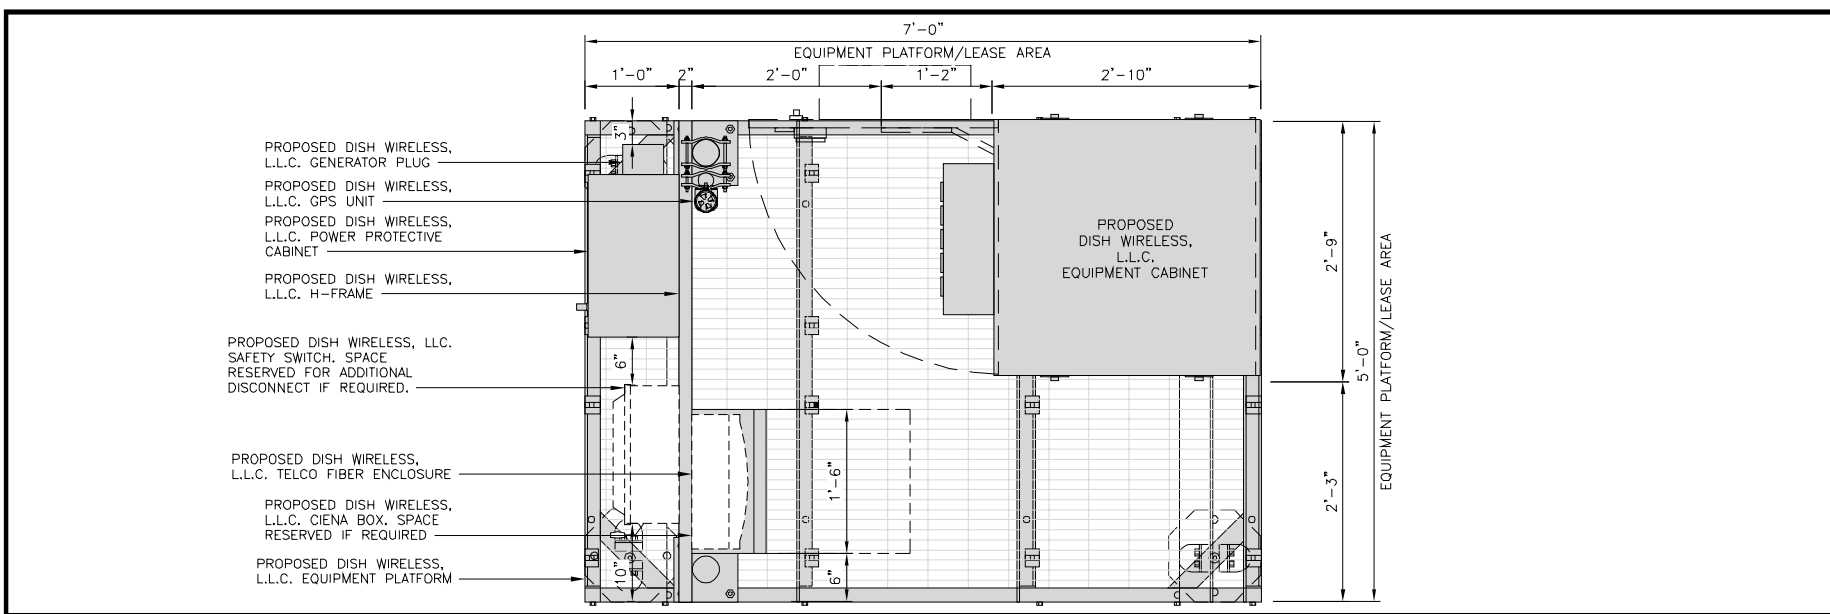 7'-0"
EQUIPMENT PLATFORM/LEASE AREA
1'-0"
2"
2'-0"
1'-2"
2'-10"
3"
PROPOSED DISH WIRELESS,
L.L.C. GENERATOR PLUG
PROPOSED DISH WIRELESS,
L.L.C. GPS UNIT
PROPOSED DISH WIRELESS,
L.L.C. POWER PROTECTIVE
CABINET
PROPOSED DISH WIRELESS,
L.L.C. H-FRAME
PROPOSED DISH WIRELESS, LLC.
SAFETY SWITCH. SPACE
RESERVED FOR ADDITIONAL
DISCONNECT IF REQUIRED.
PROPOSED DISH WIRELESS,
L.L.C. TELCO FIBER ENCLOSURE
PROPOSED DISH WIRELESS,
L.L.C. CIENA BOX. SPACE
RESERVED IF REQUIRED
PROPOSED DISH WIRELESS,
L.L.C. EQUIPMENT PLATFORM
6"
10"
1'-6"
6"
PROPOSED
DISH WIRELESS,
L.L.C.
EQUIPMENT CABINET
2'-9"
2'-3"
5'-0"
EQUIPMENT PLATFORM/LEASE AREA